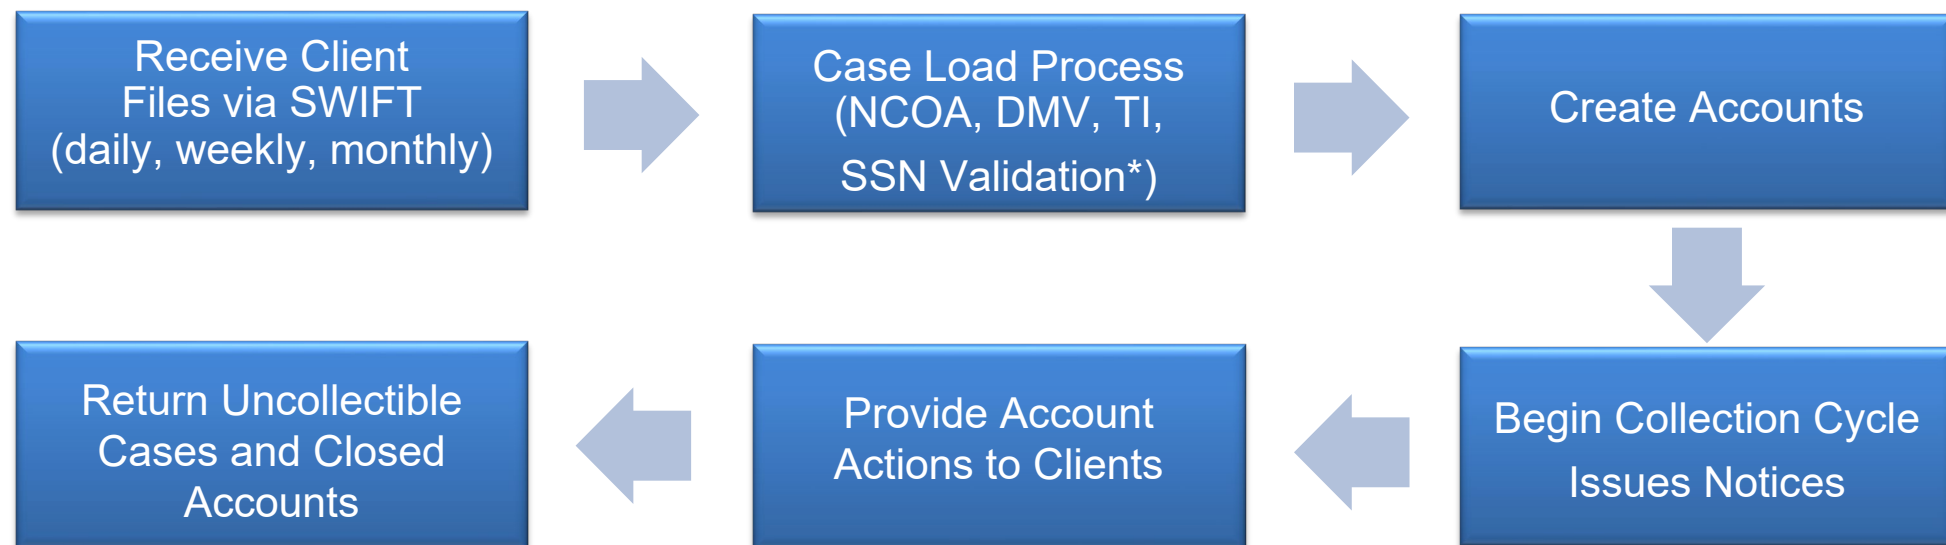 Receive Client
Files via SWIFT
(daily, weekly, monthly)
Case Load Process
(NCOA, DMV, TI,
SSN Validation*)
Create Accounts
Begin Collection Cycle
Issues Notices
Provide Account
Actions to Clients
Return Uncollectible
Cases and Closed
Accounts